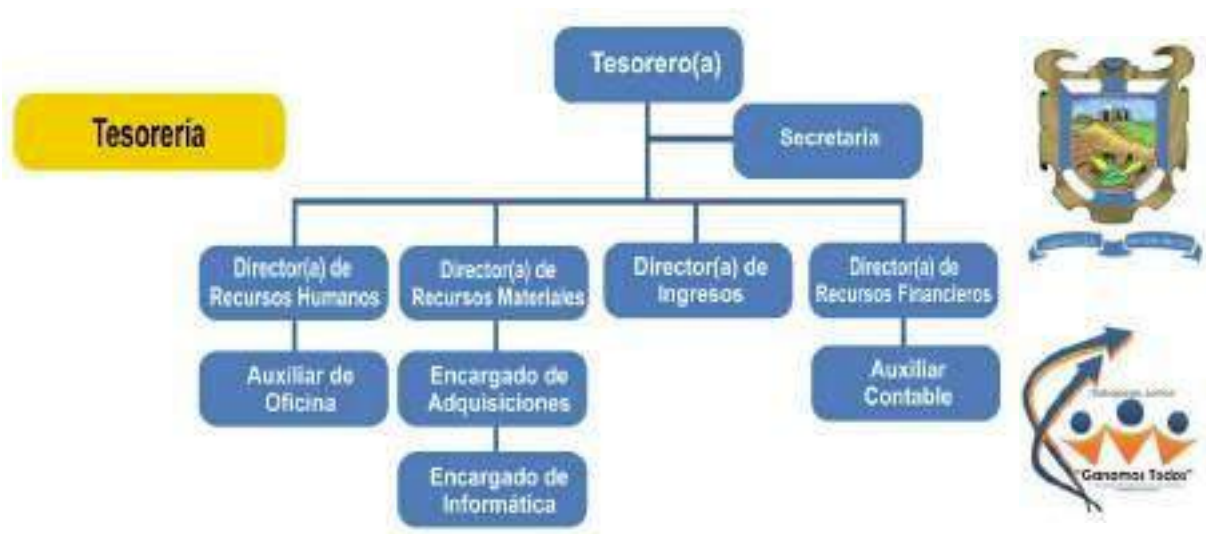 Tesorero(a)
Tesorería
Secretaria
Director(a) de
Recursos Humanos
Director(a) de
Recursos Materiales
Director(a) de
Ingresos
Director(a) de
Recursos Financieros
Auxiliar de
Oficina
Encargado de
Adquisiciones
Auxiliar
Contable
Encargado de
Informática
"Ganamos Todos"